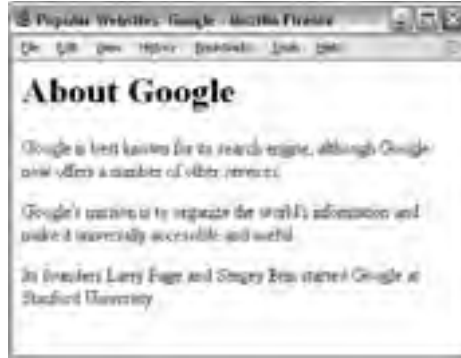 Popular Websites: Google - Mozilla Firefox
File Edit View History Bookmarks Tools Help
About Google
Google is best known for its search engine, although Google
now offers a number of other services.
Google's mission is to organize the world's information and
make it universally accessible and useful.
Its founders Larry Page and Sergey Brin started Google at
Stanford University.